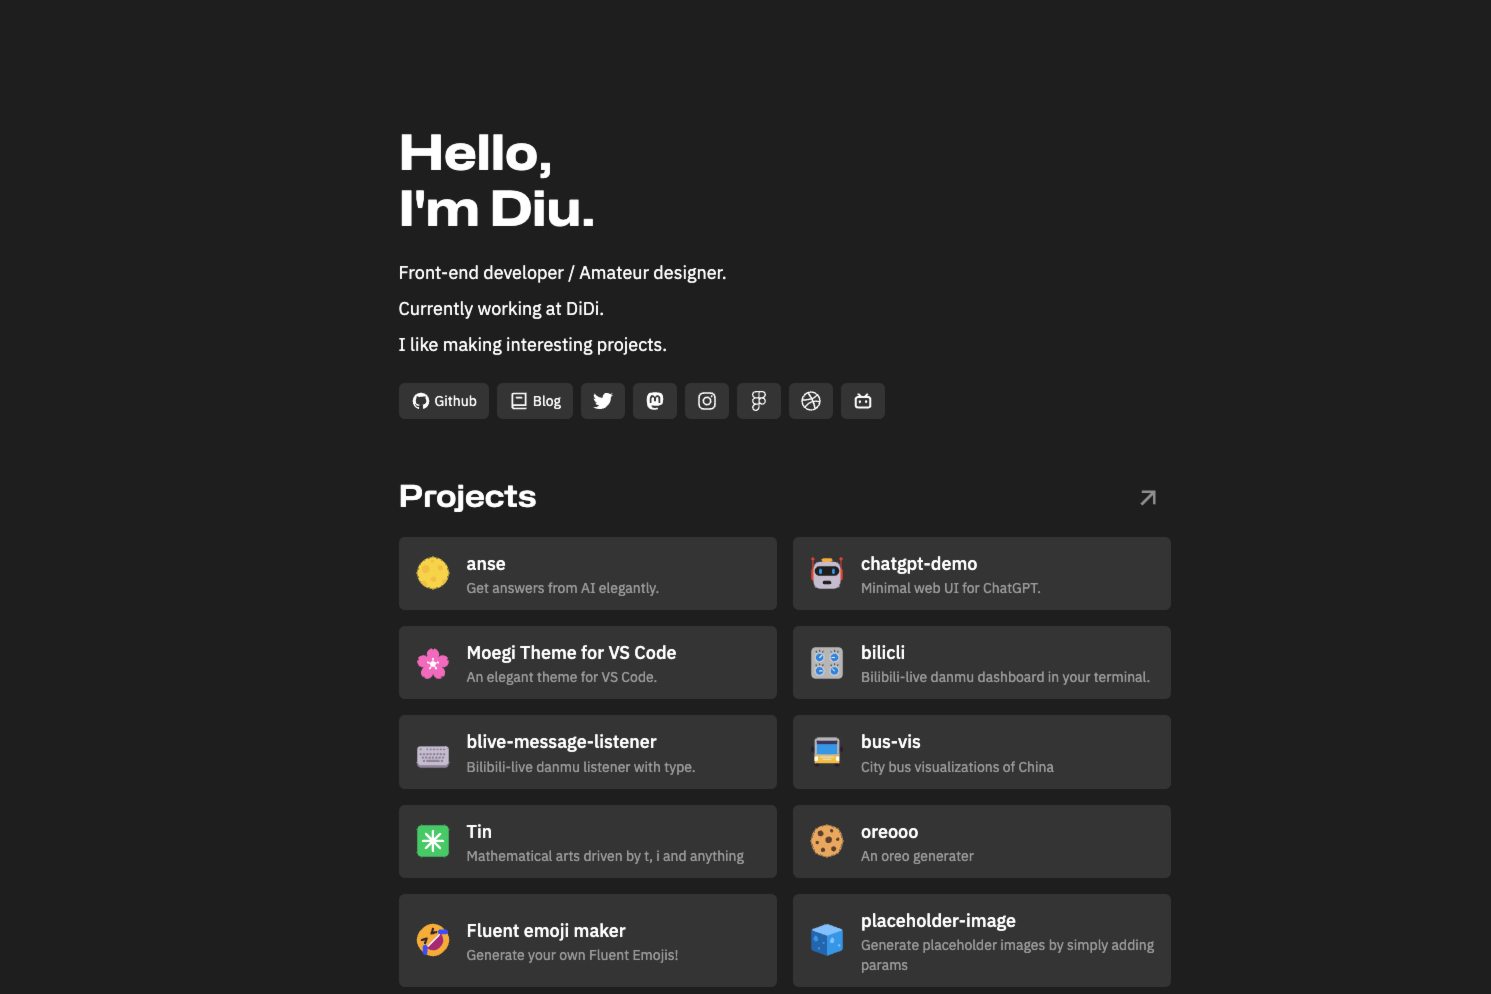 Hello,
I'm Diu.
Front-end developer / Amateur designer.
Currently working at DiDi.
I like making interesting projects.
Github
Blog
Projects
anse
Get answers from AI elegantly.
chatgpt-demo
Minimal web UI for ChatGPT.
Moegi Theme for VS Code
An elegant theme for VS Code.
bilicli
Bilibili-live danmu dashboard in your terminal.
blive-message-listener
Bilibili-live danmu listener with type.
bus-vis
City bus visualizations of China
Tin
Mathematical arts driven by t, i and anything
oreooo
An oreo generater
Fluent emoji maker
Generate your own Fluent Emojis!
placeholder-image
Generate placeholder images by simply adding
params